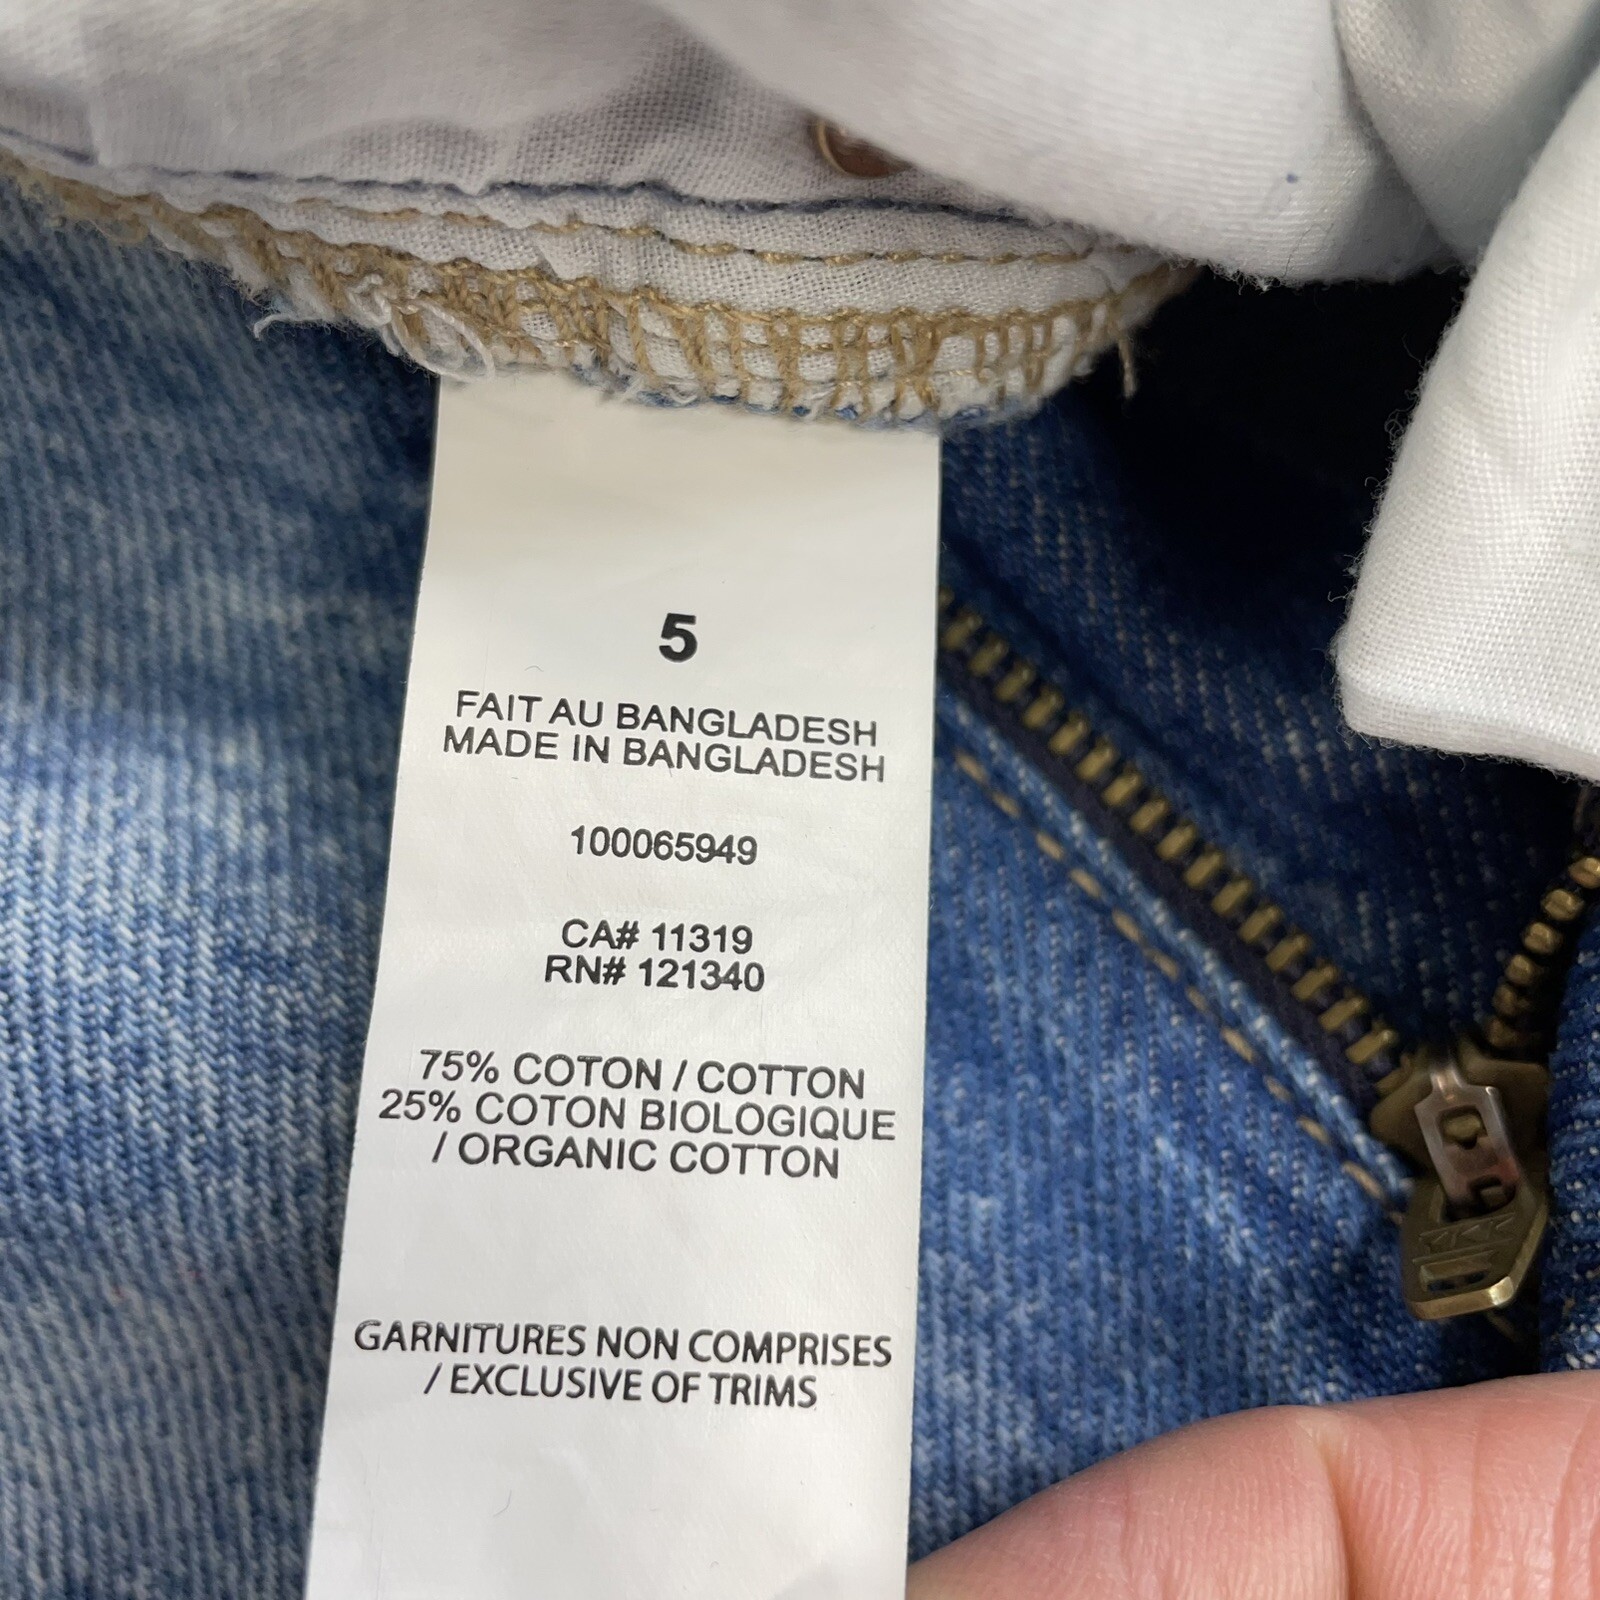 5
FAIT AU BANGLADESH
MADE IN BANGLADESH
100065949
CA# 11319
RN# 121340
75% COTON / COTTON
25% COTON BIOLOGIQUE
/ ORGANIC COTTON
GARNITURES NON COMPRISES
/ EXCLUSIVE OF TRIMS